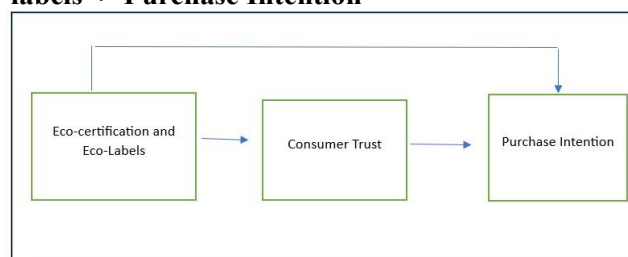 labels → Purchase Intention
Eco-certification and
Eco-Labels
Consumer Trust
Purchase Intention